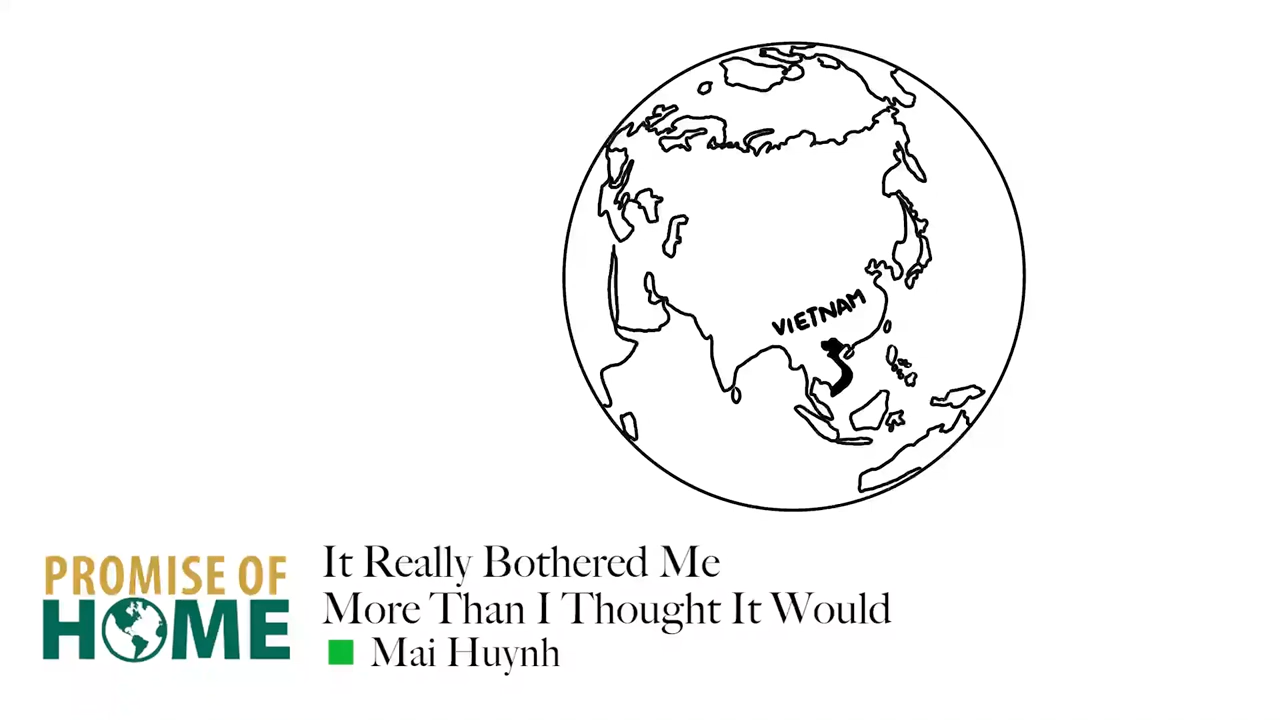 VIETNAM
PROMISE OF
HOME
It Really Bothered Me
More Than I Thought It Would
Mai Huynh